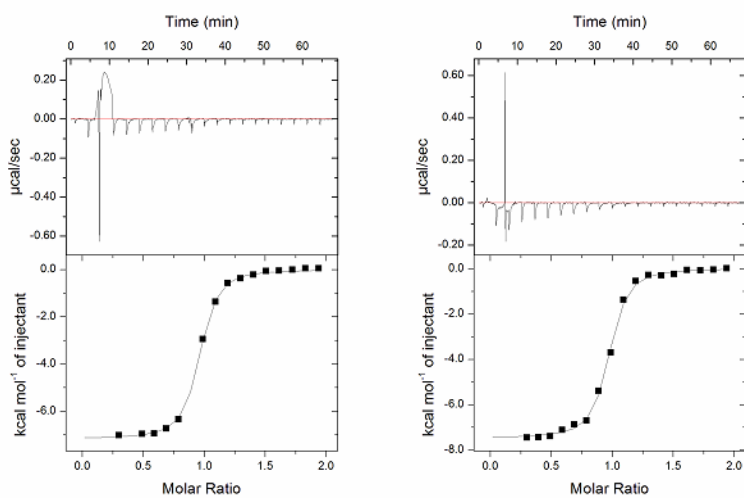 Time (min)
0 10 20 30 40 50 60
0.20
0.00
-0.20
-0.40
-0.60
µcal/sec
0.0
-2.0
-4.0
-6.0
kcal mol⁻¹ of injectant
0.0 0.5 1.0 1.5 2.0
Molar Ratio
Time (min)
0 10 20 30 40 50 60
0.60
0.40
0.20
0.00
-0.20
µcal/sec
0.0
-2.0
-4.0
-6.0
-8.0
kcal mol⁻¹ of injectant
0.0 0.5 1.0 1.5 2.0
Molar Ratio